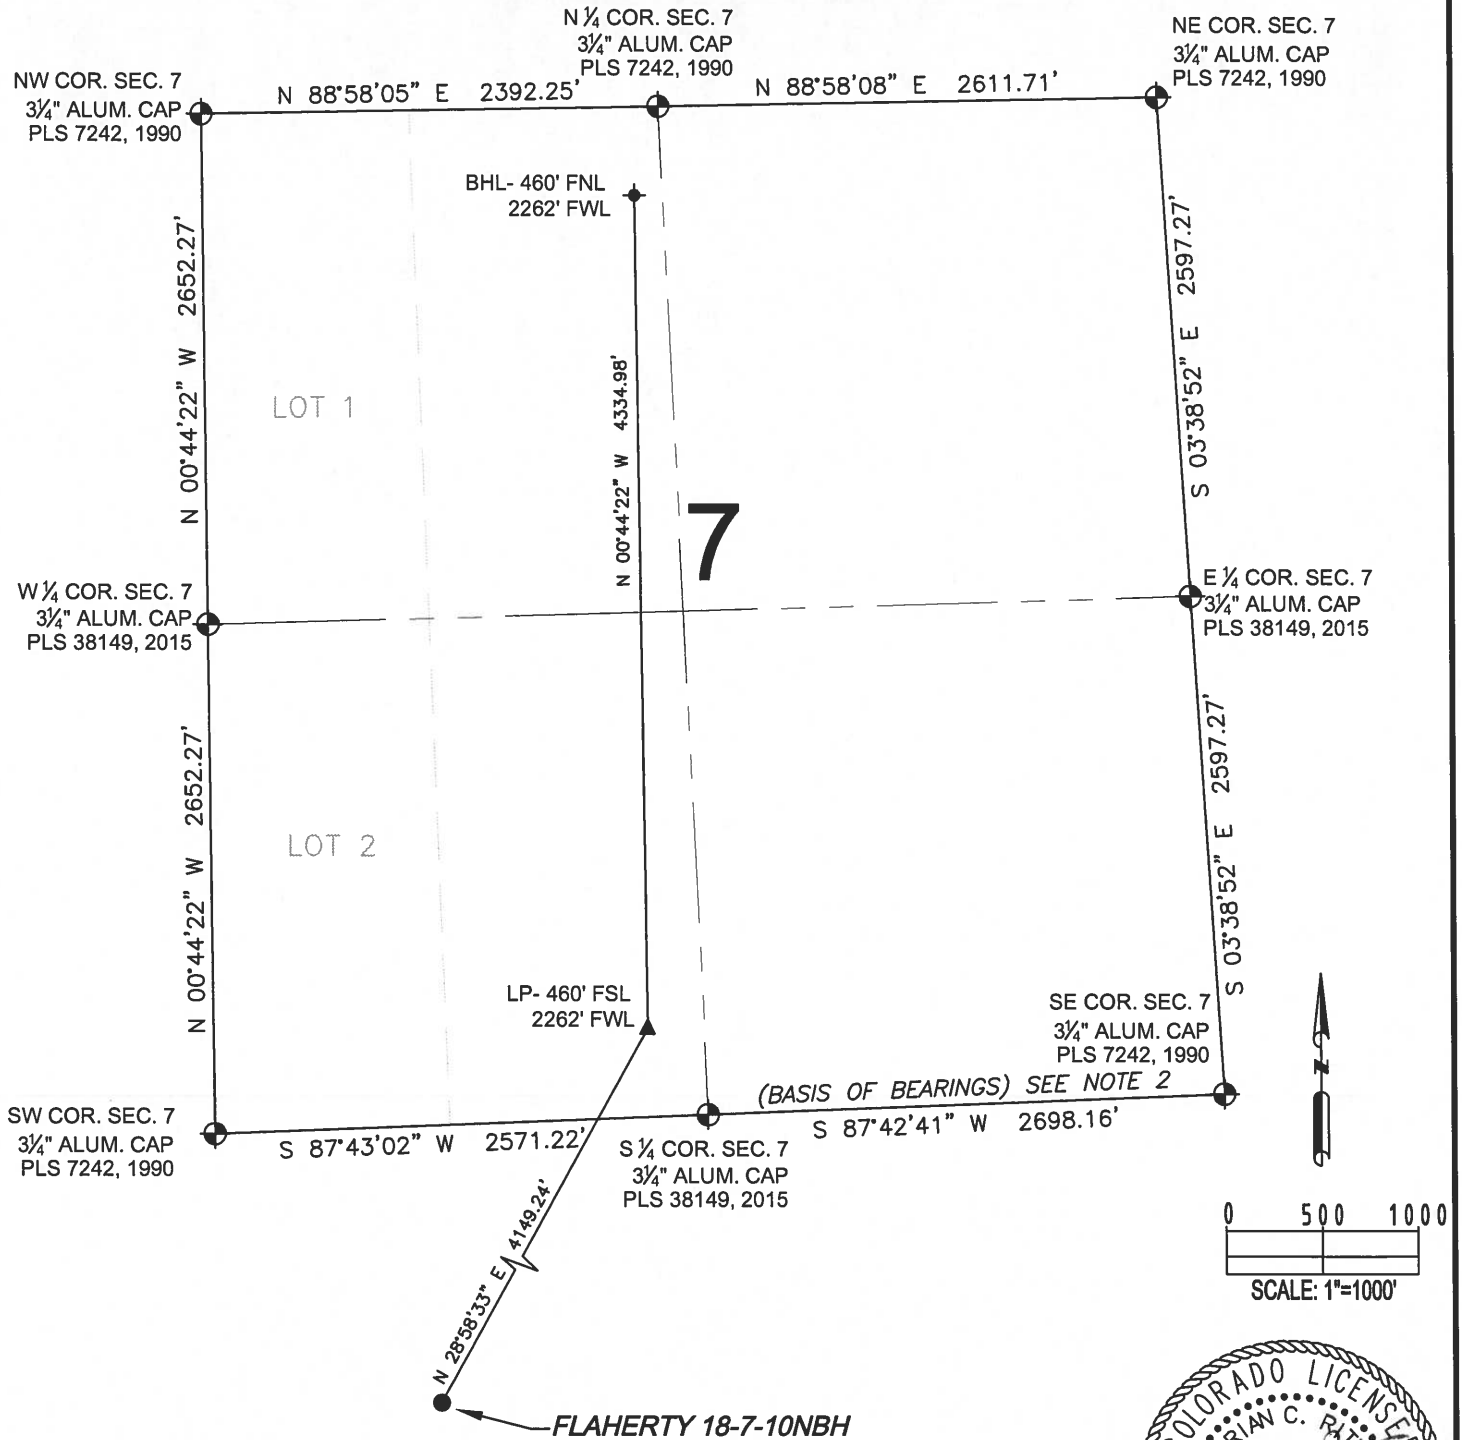 N ¼ COR. SEC. 7
3¼" ALUM. CAP
PLS 7242, 1990
NE COR. SEC. 7
3¼" ALUM. CAP
PLS 7242, 1990
NW COR. SEC. 7
3¼" ALUM. CAP
PLS 7242, 1990
N 88°58'05" E 2392.25'
N 88°58'08" E 2611.71'
BHL- 460' FNL
2262' FWL
N 00°44'22" W 2652.27'
S 03°38'52" E 2597.27'
N 00°44'22" W 4334.98'
LOT 1
7
W ¼ COR. SEC. 7
3¼" ALUM. CAP
PLS 38149, 2015
E ¼ COR. SEC. 7
3¼" ALUM. CAP
PLS 38149, 2015
N 00°44'22" W 2652.27'
S 03°38'52" E 2597.27'
LOT 2
LP- 460' FSL
2262' FWL
SE COR. SEC. 7
3¼" ALUM. CAP
PLS 7242, 1990
(BASIS OF BEARINGS) SEE NOTE 2
S 87°42'41" W 2698.16'
SW COR. SEC. 7
3¼" ALUM. CAP
PLS 7242, 1990
S 87°43'02" W 2571.22'
S ¼ COR. SEC. 7
3¼" ALUM. CAP
PLS 38149, 2015
N
N 28°58'33" E 4149.24'
0 500 1000
SCALE: 1"=1000'
FLAHERTY 18-7-10NBH
COLORADO LICENSED
BRIAN C.